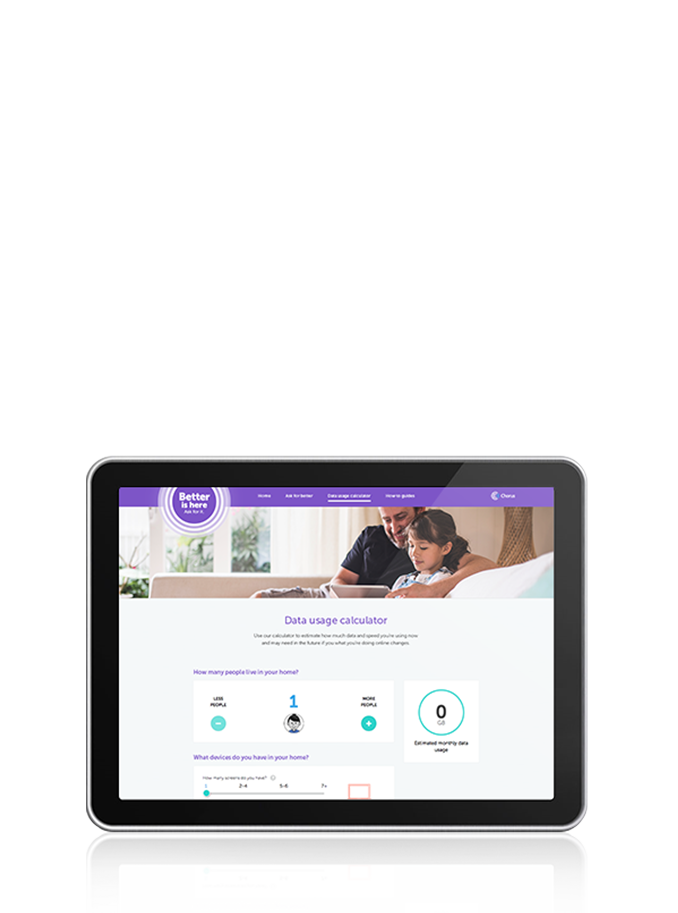 Better
is here
Ask for it.
Home
Ask for better
Data usage calculator
How to guides
Chorus
Data usage calculator
Use our calculator to estimate how much data and speed you're using now
and may need in the future if you what you're doing online changes.
How many people live in your home?
LESS
PEOPLE
1
MORE
PEOPLE
0
GB
Estimated monthly data
usage
What devices do you have in your home?
How many screens do you have?
1
2-4
5-6
7+